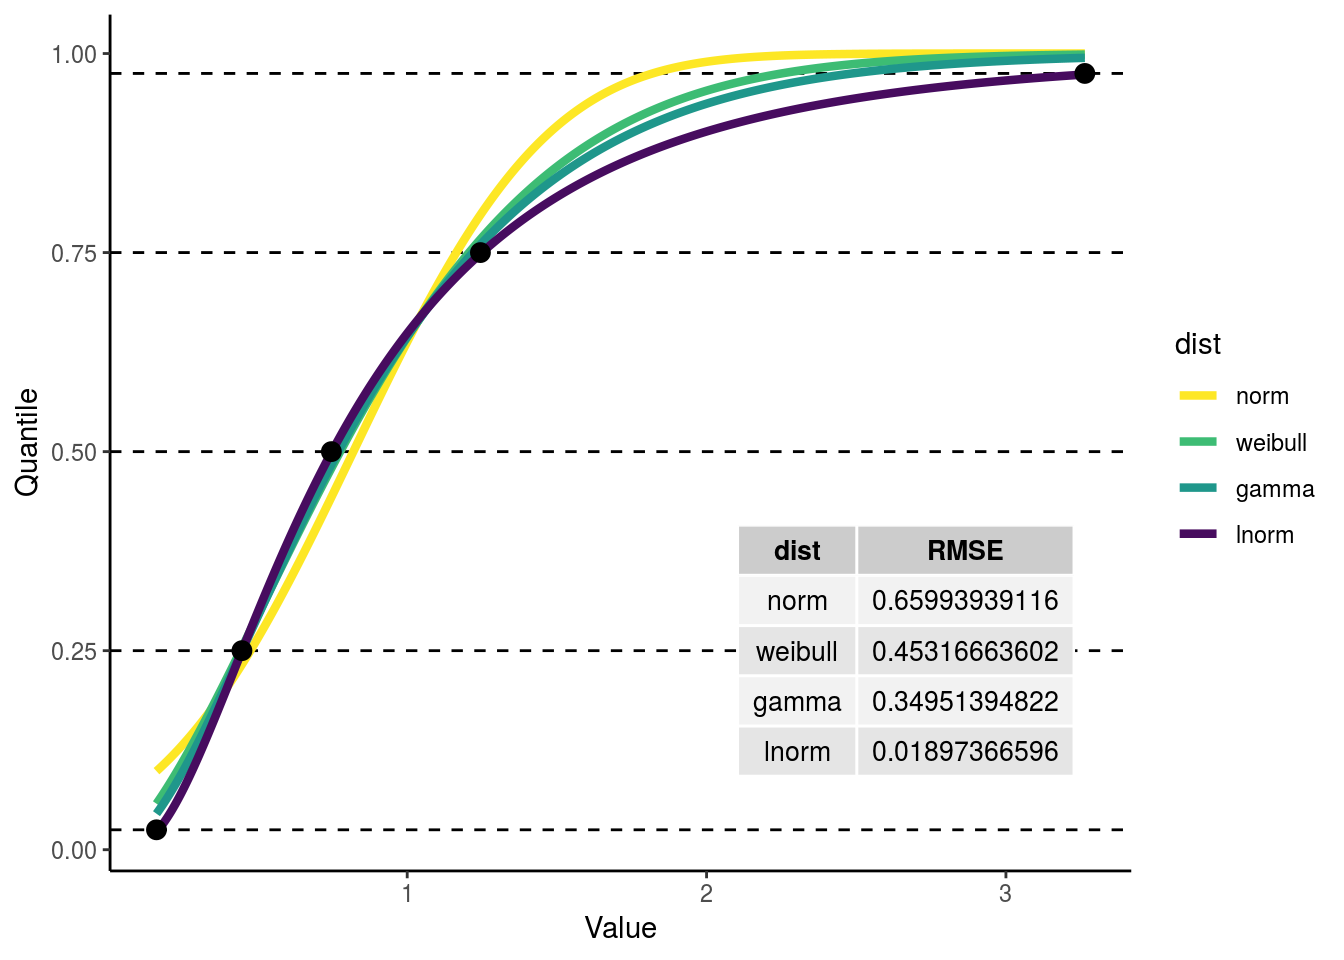 1.00
0.75
0.50
0.25
0.00
Quantile
1
2
3
Value
dist
norm
weibull
gamma
lnorm
dist RMSE
norm 0.65993939116
weibull 0.45316663602
gamma 0.34951394822
lnorm 0.01897366596